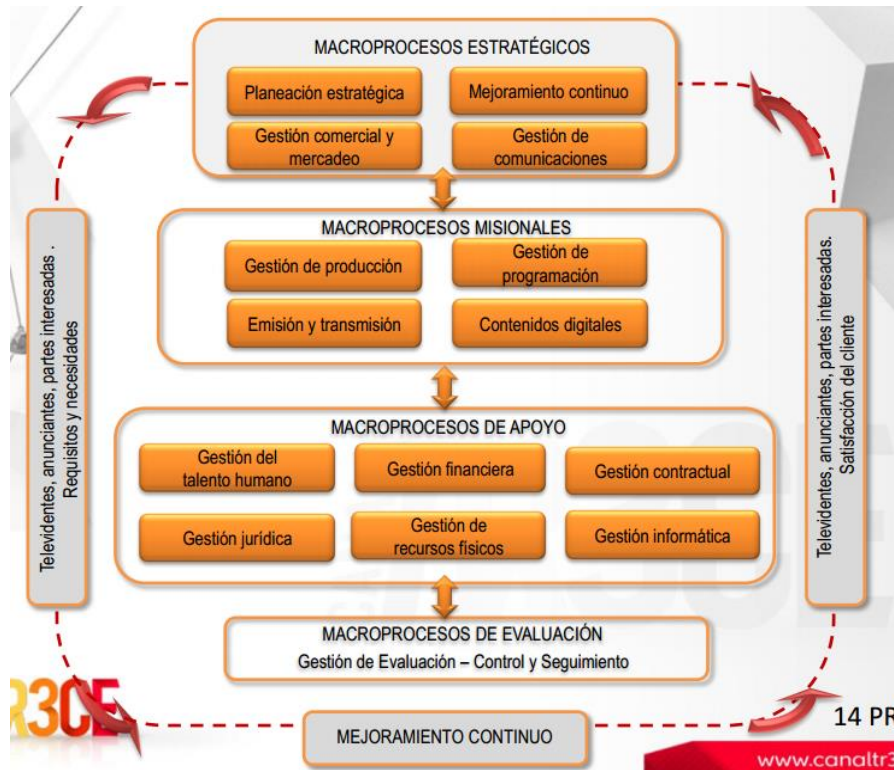 MACROPROCESOS ESTRATÉGICOS
Planeación estratégica
Mejoramiento continuo
Gestión comercial y
mercadeo
Gestión de
comunicaciones
MACROPROCESOS MISIONALES
Gestión de producción
Gestión de
programación
Emisión y transmisión
Contenidos digitales
MACROPROCESOS DE APOYO
Gestión del
talento humano
Gestión financiera
Gestión contractual
Gestión jurídica
Gestión de
recursos físicos
Gestión informática
MACROPROCESOS DE EVALUACIÓN
Gestión de Evaluación – Control y Seguimiento
Televidentes, anunciantes, partes interesadas .
Requisitos y necesidades
Televidentes, anunciantes, partes interesadas.
Satisfacción del cliente
MEJORAMIENTO CONTINUO
R3CE
14 PR
www.canaltr3